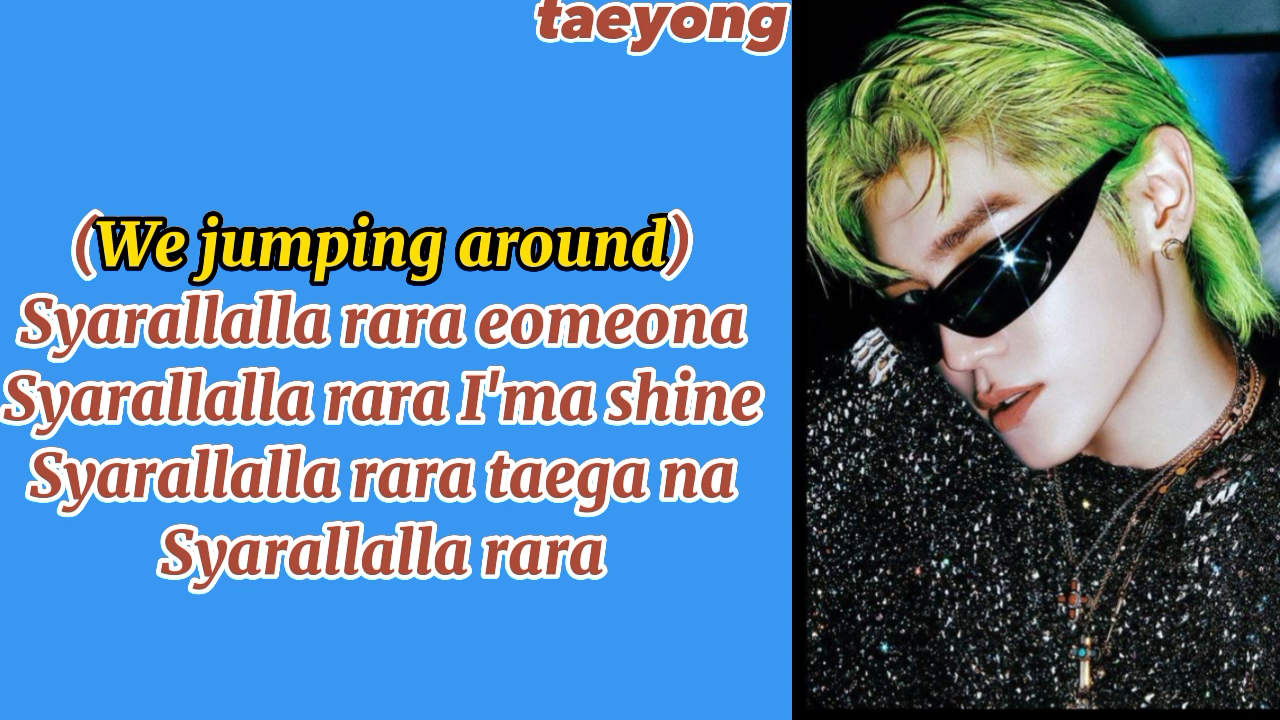 taeyong
(We jumping around)
Syarallalla rara eomeona
Syarallalla rara I'ma shine
Syarallalla rara taega na
Syarallalla rara